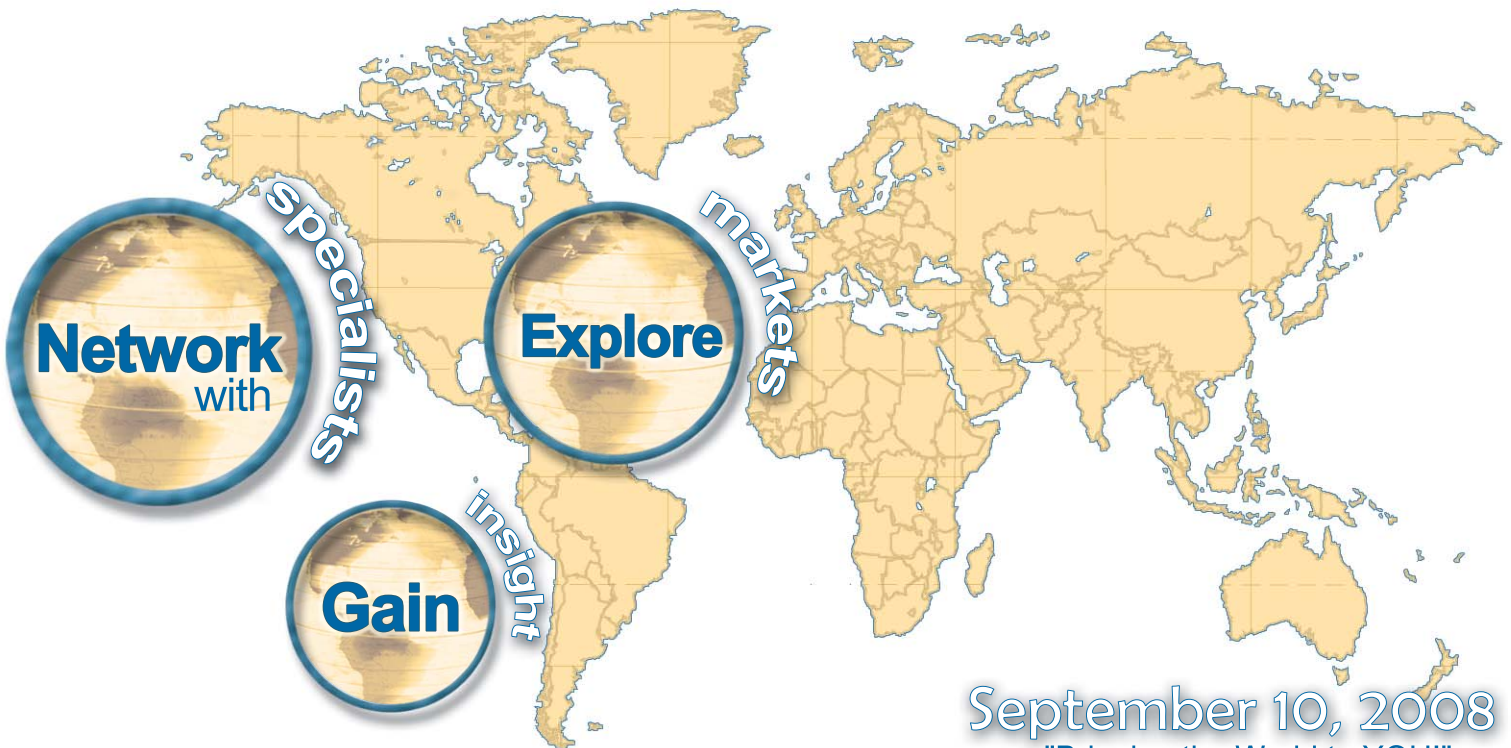 Network
with
specialists
Explore
markets
Gain
insight
September 10, 2008